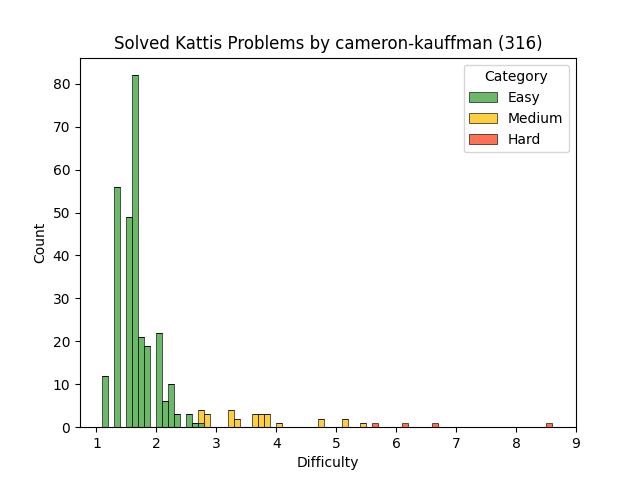 Solved Kattis Problems by cameron-kauffman (316)
Category
Easy
Medium
Hard
80
70
60
50
40
30
20
10
0
Count
1 2 3 4 5 6 7 8 9
Difficulty